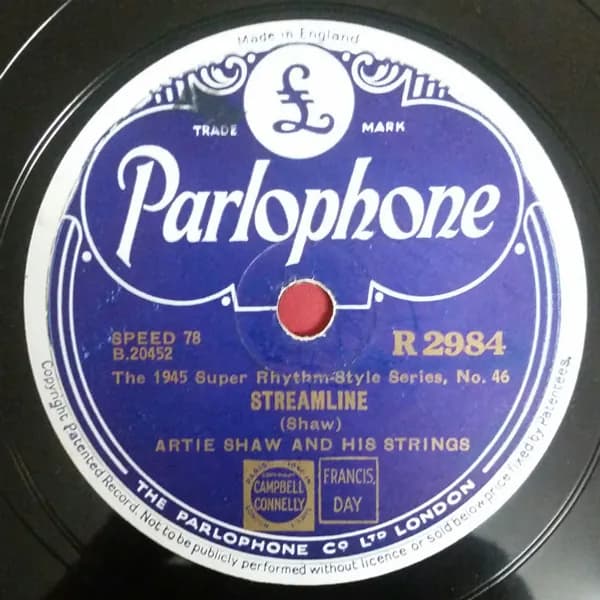 Made in England
£
TRADE MARK
Parlophone
SPEED 78
B.20452
R 2984
The 1945 Super Rhythm-Style Series, No. 46
STREAMLINE
(Shaw)
ARTIE SHAW AND HIS STRINGS
CAMPBELL
CONNELLY
FRANCIS,
DAY
THE PARLOPHONE Co LTD LONDON
Copyright Patented Record. Not to be publicly performed without licence or sold below price fixed by Patentees.